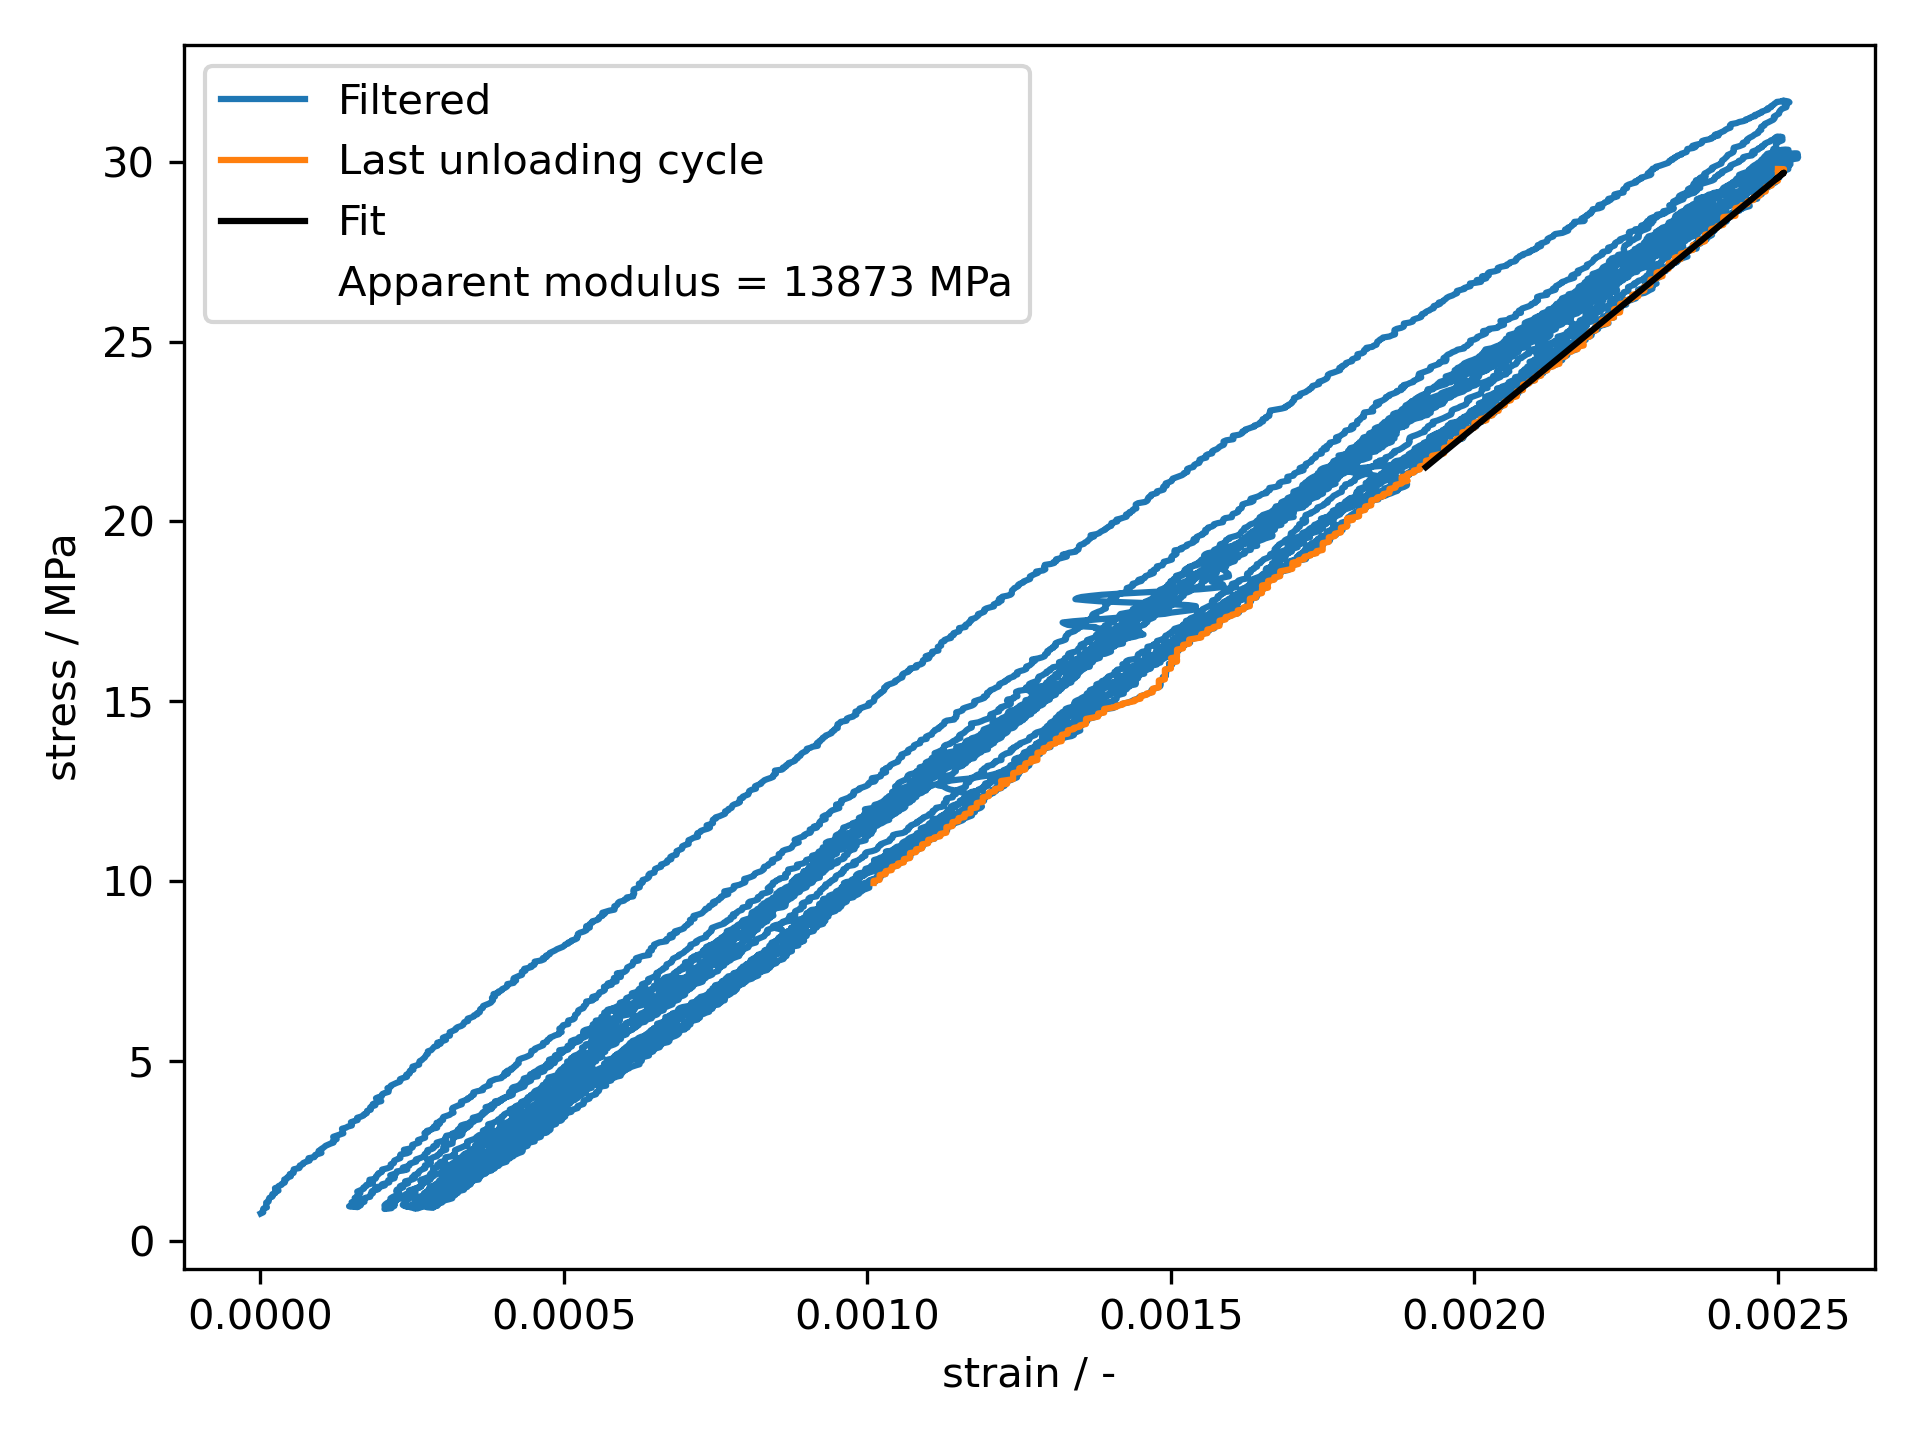 Filtered
Last unloading cycle
Fit
Apparent modulus = 13873 MPa
30
25
20
15
10
5
0
stress / MPa
0.0000 0.0005 0.0010 0.0015 0.0020 0.0025
strain / -